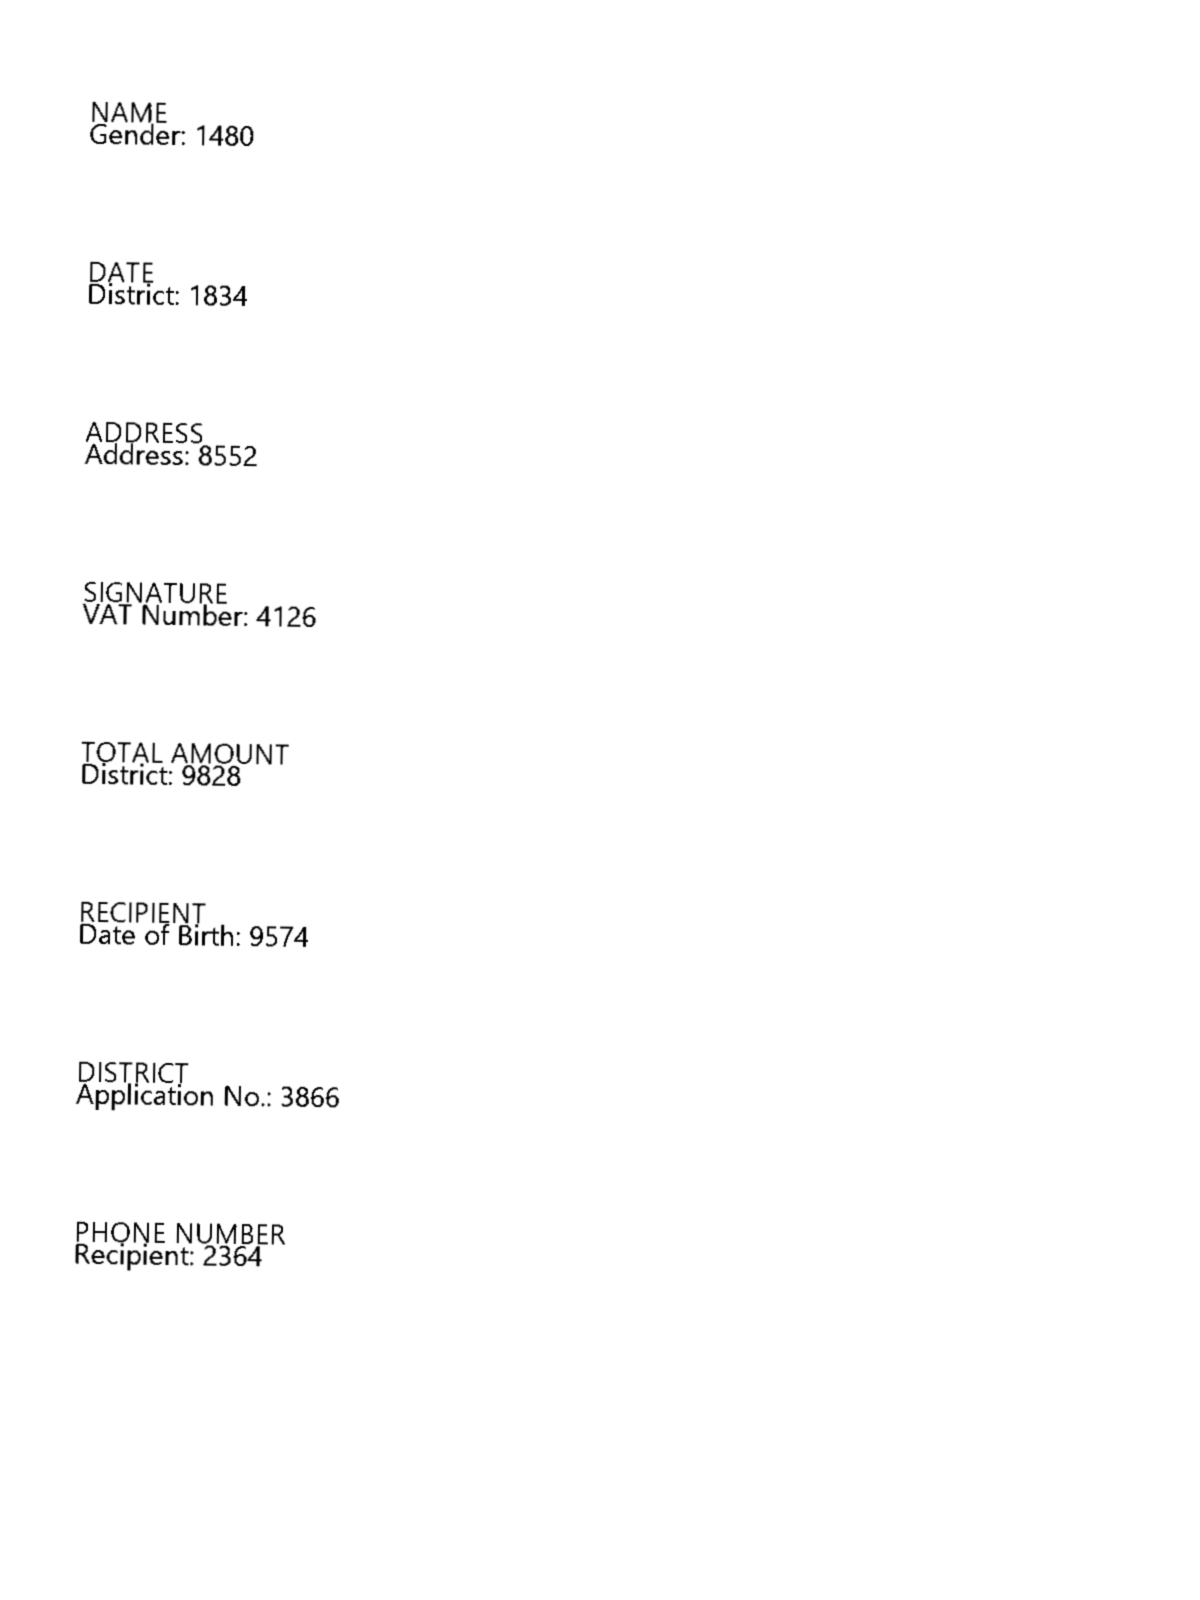 NAME
Gender: 1480
DATE
District: 1834
ADDRESS
Address: 8552
SIGNATURE
VAT Number: 4126
TOTAL AMOUNT
District: 9828
RECIPIENT
Date of Birth: 9574
DISTRICT
Application No.: 3866
PHONE NUMBER
Recipient: 2364